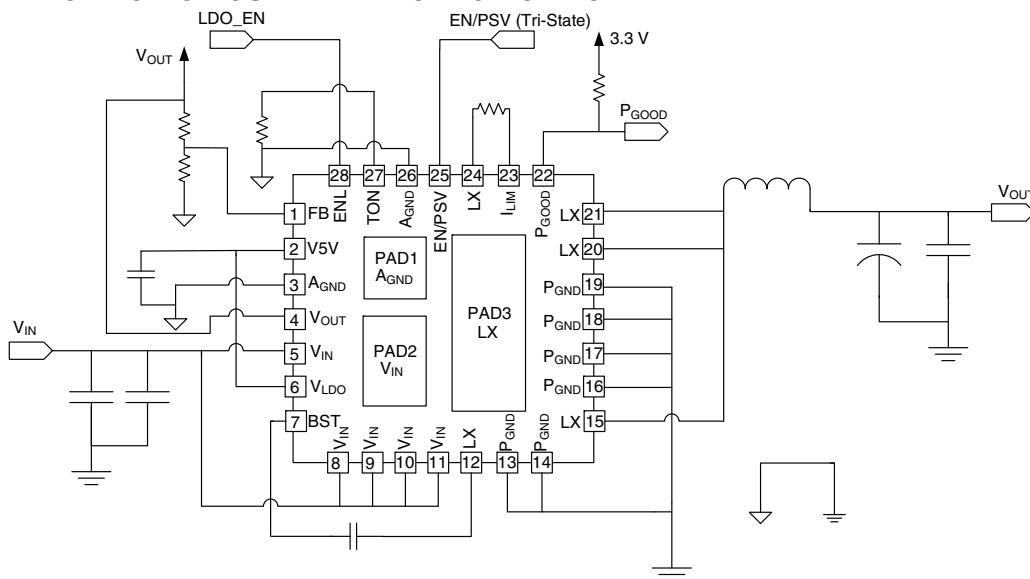 LDO_EN
EN/PSV (Tri-State)
3.3 V
VOUT
PGOOD
28 27 26 25 24 23 22
ENL TON AGND EN/PSV LX ILIM PGOOD
1 FB
2 V5V
3 AGND
4 VOUT
5 VIN
6 VLDO
7 BST
PAD1
AGND
PAD2
VIN
PAD3
LX
LX 21
LX 20
PGND 19
PGND 18
PGND 17
PGND 16
LX 15
VIN VIN VIN VIN LX PGND PGND
8 9 10 11 12 13 14
VIN
VOUT